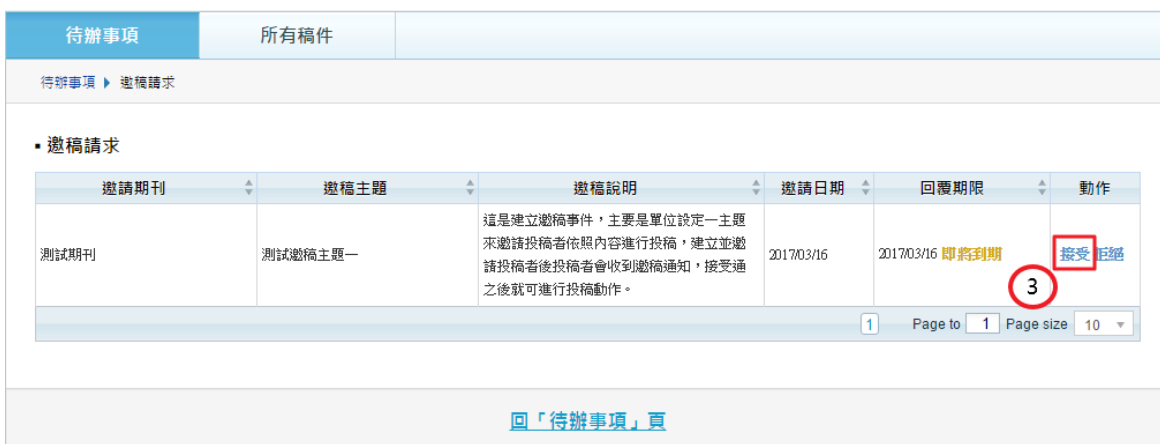 待辦事項 所有稿件
待辦事項 ▶ 邀稿請求
▪ 邀稿請求
邀請期刊 邀稿主題 邀稿說明 邀請日期 回覆期限 動作
這是建立邀稿事件，主要是單位設定一主題
來邀請投稿者依照內容進行投稿，建立並邀
請投稿者後投稿者會收到邀稿通知，接受通
之後就可進行投稿動作。
測試期刊 測試邀稿主題一 2017/03/16 2017/03/16 即將到期 接受 拒絕
3
1 Page to 1 Page size 10
回「待辦事項」頁